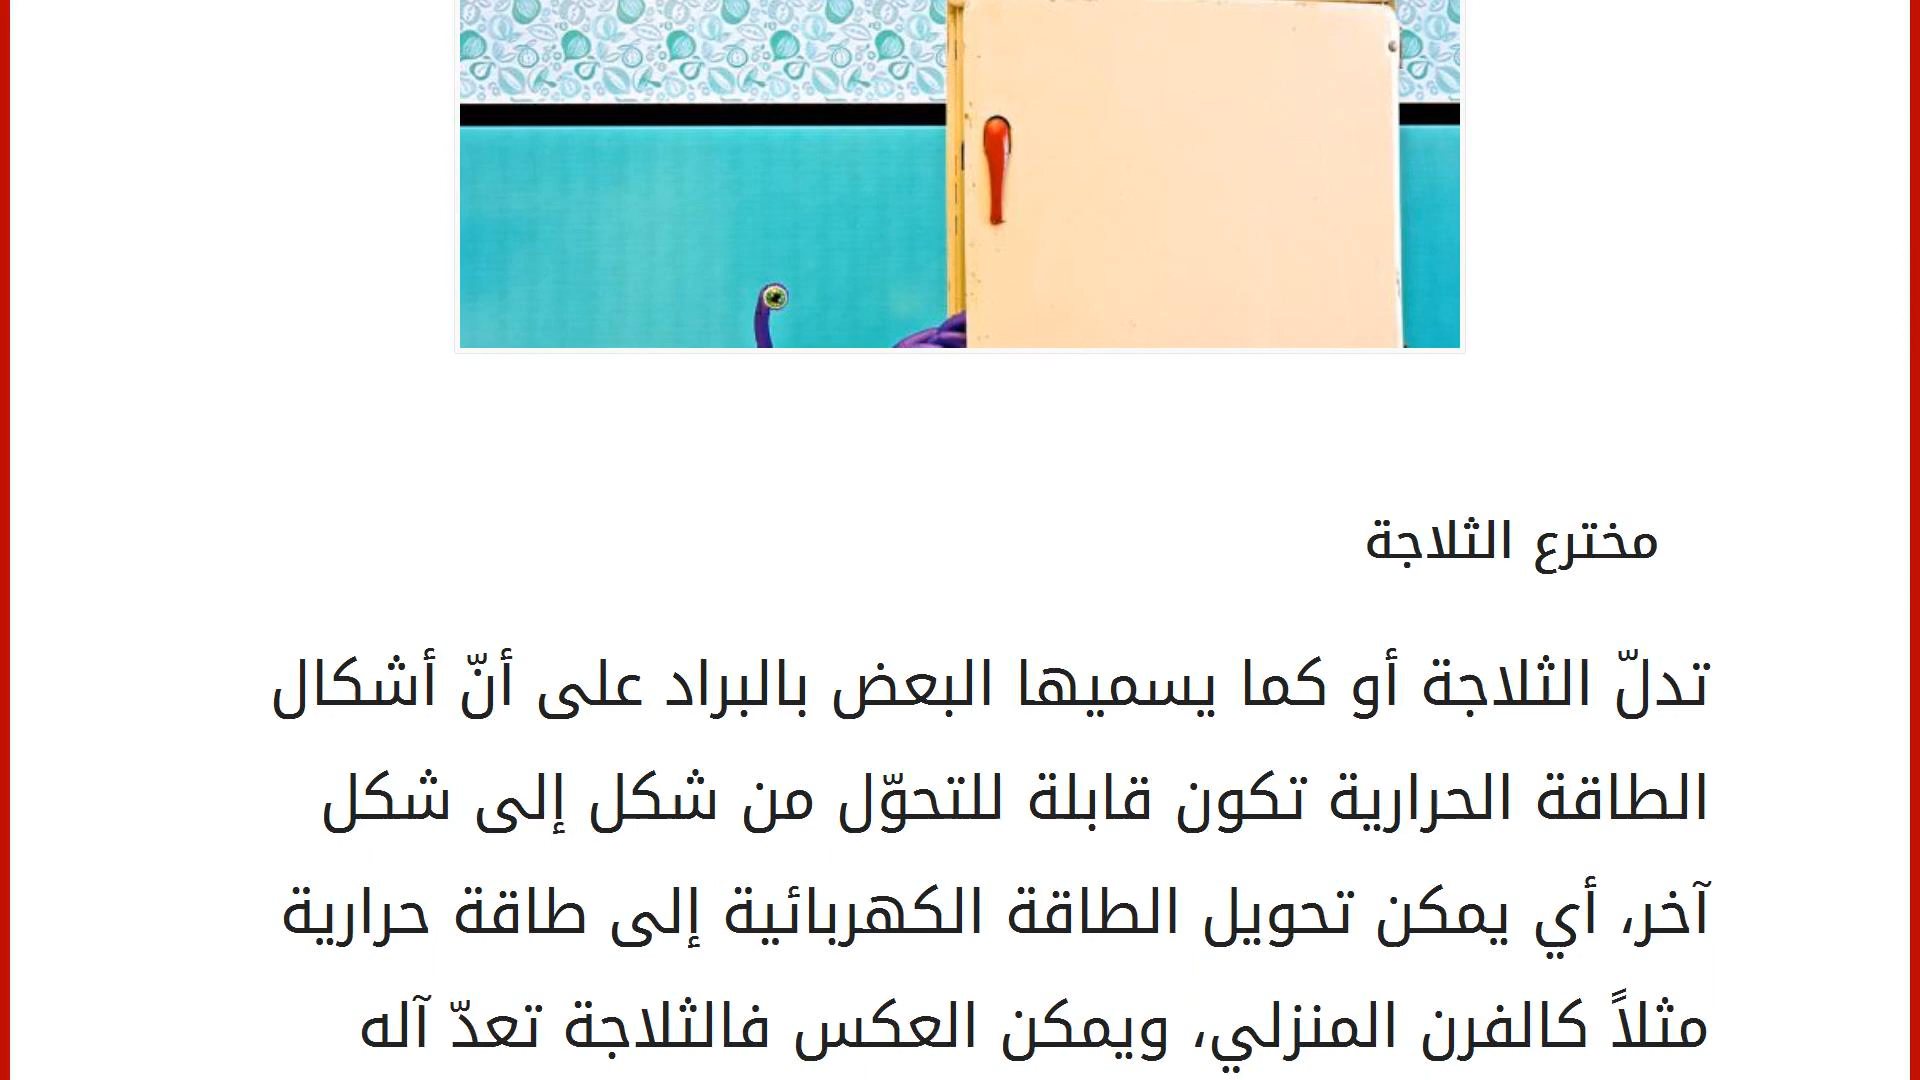 مخترع الثلاجة
تدلّ الثلاجة أو كما يسميها البعض بالبراد على أنّ أشكال
الطاقة الحرارية تكون قابلة للتحوّل من شكل إلى شكل
آخر، أي يمكن تحويل الطاقة الكهربائية إلى طاقة حرارية
مثلاً كالفرن المنزلي، ويمكن العكس فالثلاجة تعدّ آله